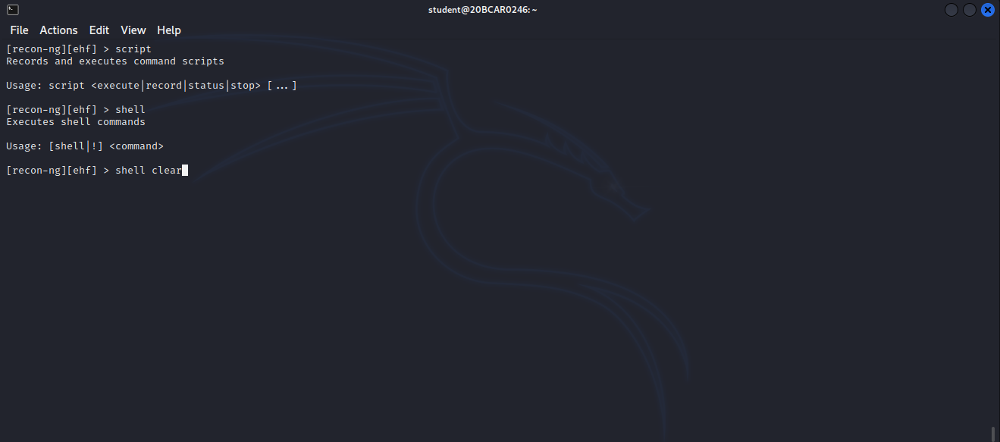 student@20BCAR0246:~
File Actions Edit View Help
[recon-ng][ehf] > script
Records and executes command scripts
Usage: script <execute|record|status|stop> [ ... ]
[recon-ng][ehf] > shell
Executes shell commands
Usage: [shell|!] <command>
[recon-ng][ehf] > shell clear